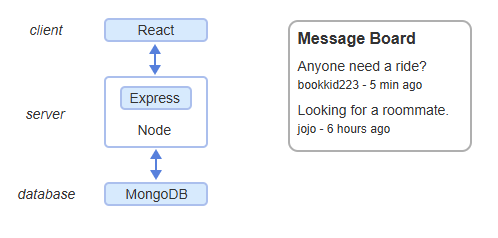 client
React
server
Express
Node
database
MongoDB
Message Board
Anyone need a ride?
bookkid223 - 5 min ago
Looking for a roommate.
jojo - 6 hours ago